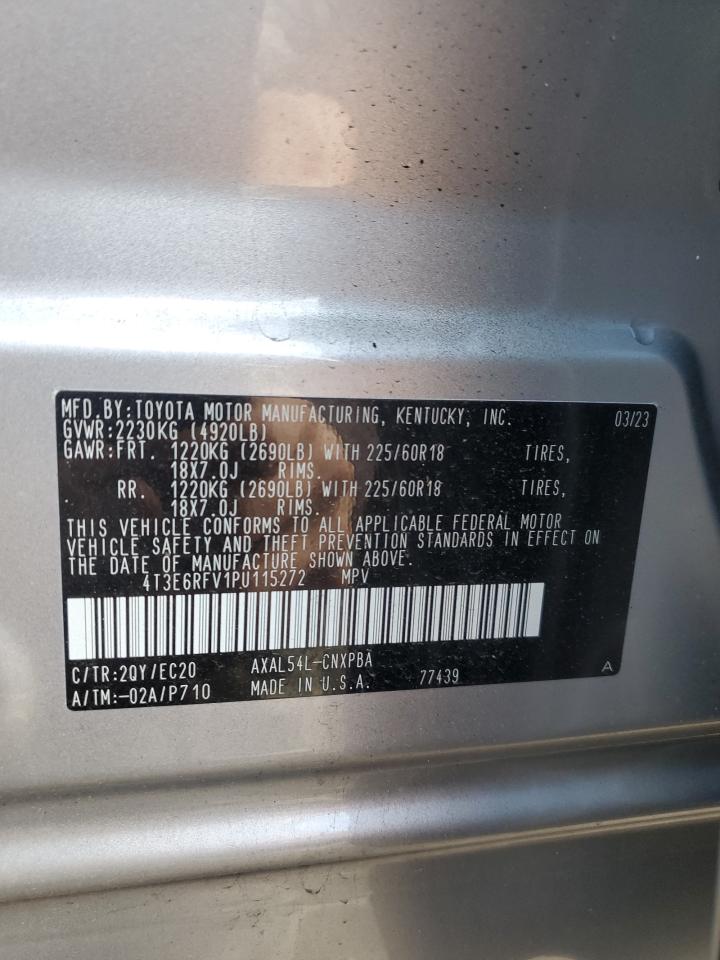 MFD.BY:TOYOTA MOTOR MANUFACTURING, KENTUCKY, INC. 03/23
GVWR:2230KG (4920LB)
GAWR:FRT. 1220KG (2690LB) WITH 225/60R18 TIRES,
18X7.0J RIMS.
RR. 1220KG (2690LB) WITH 225/60R18 TIRES,
18X7.0J RIMS.
THIS VEHICLE CONFORMS TO ALL APPLICABLE FEDERAL MOTOR
VEHICLE SAFETY AND THEFT PREVENTION STANDARDS IN EFFECT ON
THE DATE OF MANUFACTURE SHOWN ABOVE.
4T3E6RFV1PU115272 MPV
C/TR:2QY/EC20 AXAL54L-CNXPBA A
A/TM:-02A/P710 MADE IN U.S.A. 77439